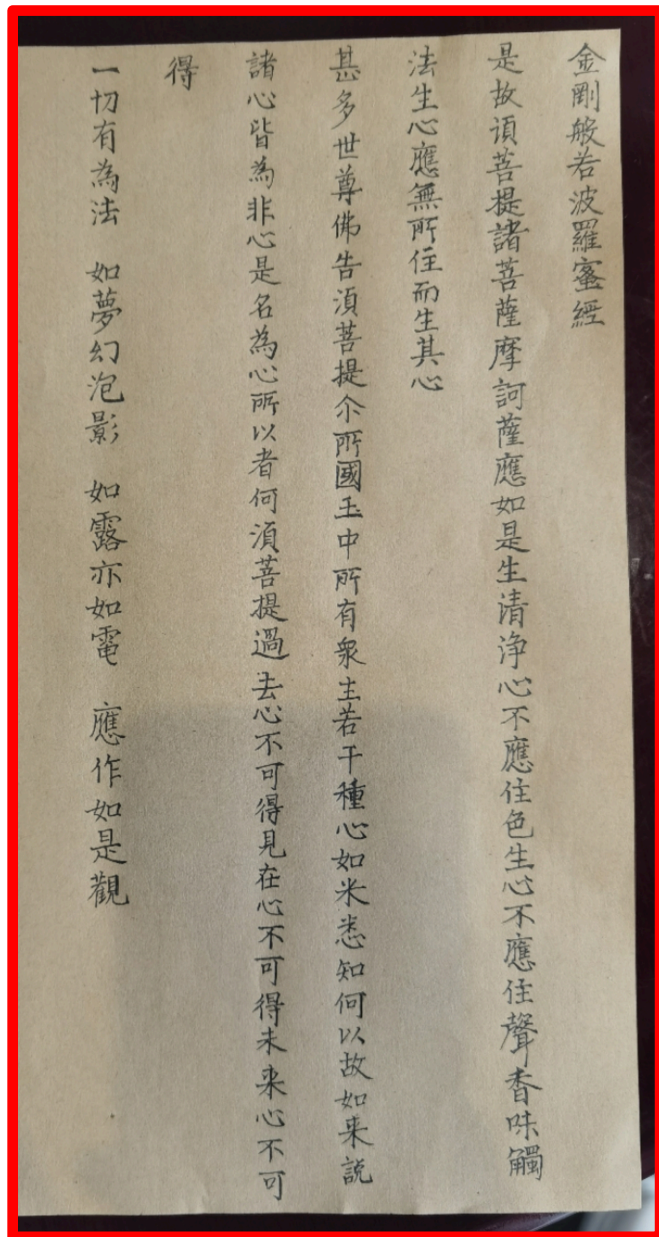 金剛般若波羅蜜經
是故須菩提諸菩薩摩訶薩應如是生清淨心不應住色生心不應住聲香味觸
法生心應無所住而生其心
甚多世尊佛告須菩提尒所國玉中所有衆生若干種心如米悉知何以故如来説
諸心皆為非心是名為心所以者何須菩提過去心不可得見在心不可得未来心不可
得
一切有為法　如夢幻泡影　如露亦如電　應作如是觀